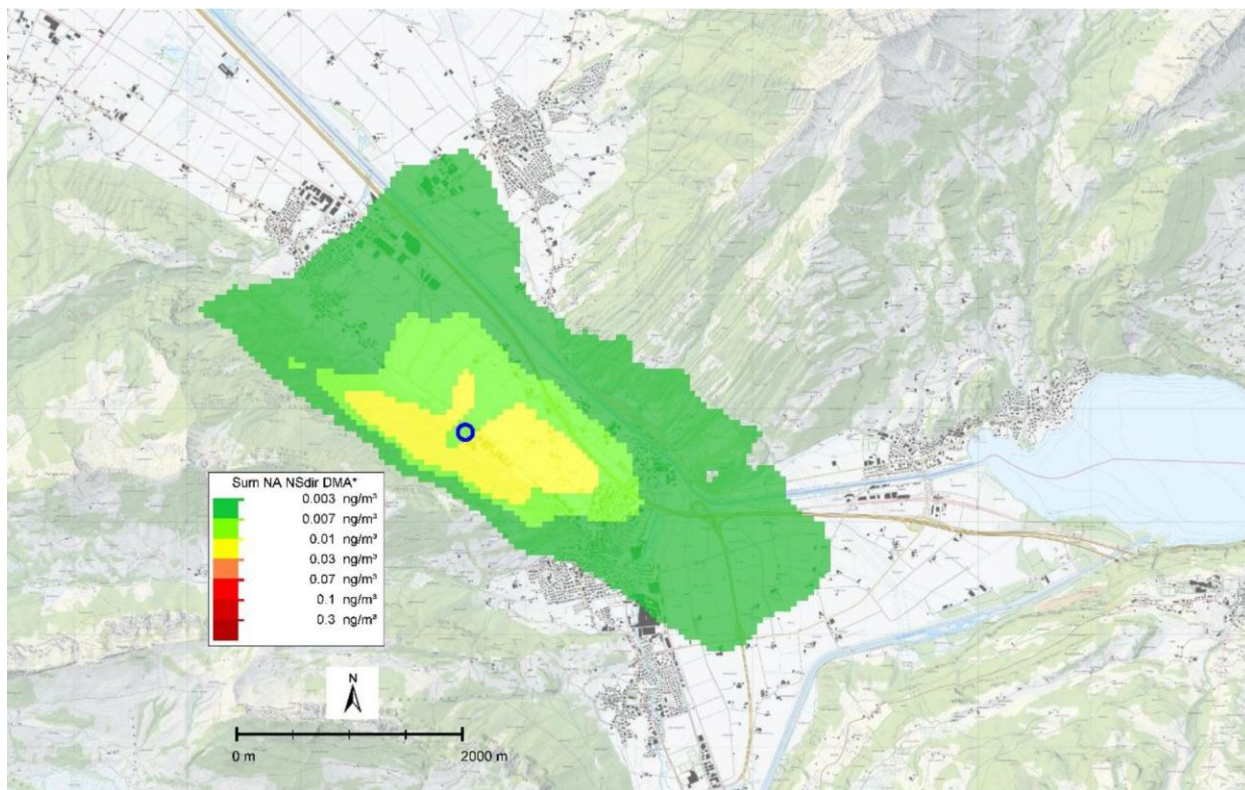 Sum NA NSdir DMA*
0.003 ng/m³
0.007 ng/m³
0.01 ng/m³
0.03 ng/m³
0.07 ng/m³
0.1 ng/m³
0.3 ng/m³
N
0 m 2000 m